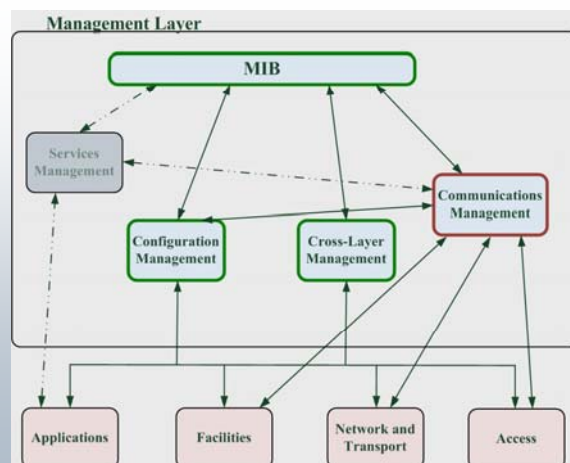 Management Layer
MIB
Services
Management
Communications
Management
Configuration
Management
Cross-Layer
Management
Applications
Facilities
Network and
Transport
Access